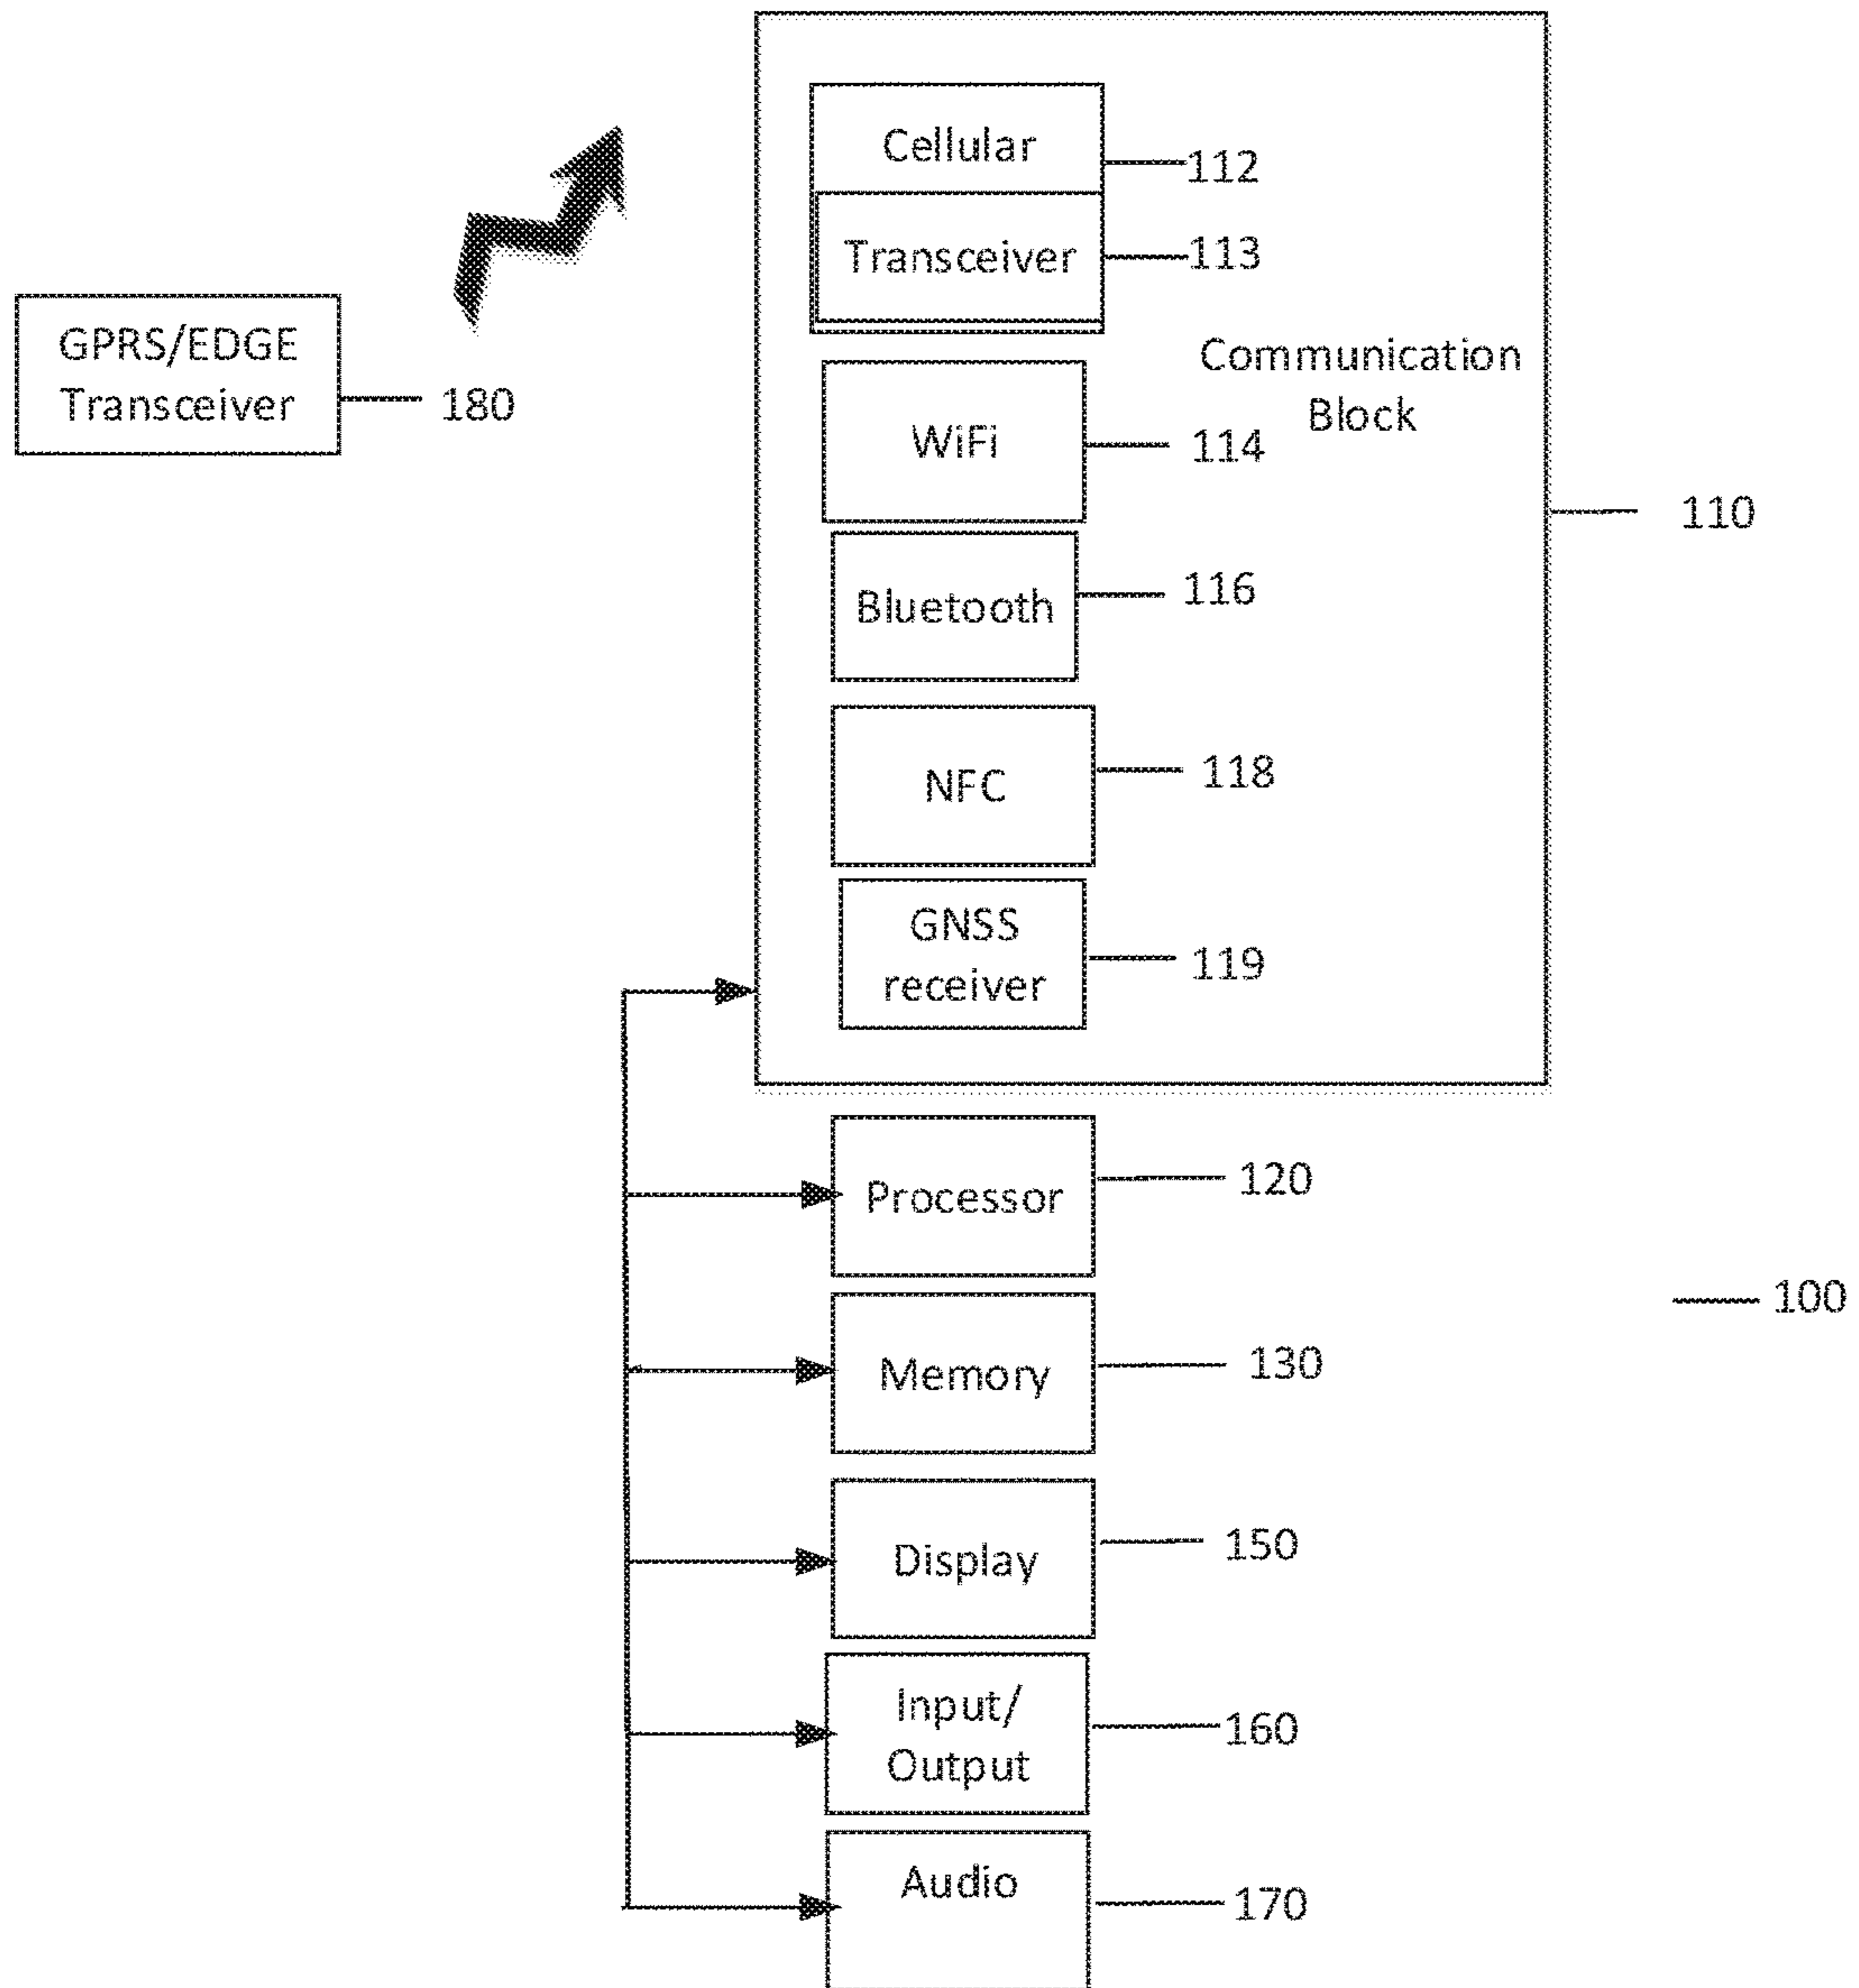 Cellular
112
Transceiver
113
GPRS/EDGE
Transceiver
180
Communication
Block
WiFi
114
110
Bluetooth
116
NFC
118
GNSS
receiver
119
Processor
120
100
Memory
130
Display
150
Input/
Output
160
Audio
170